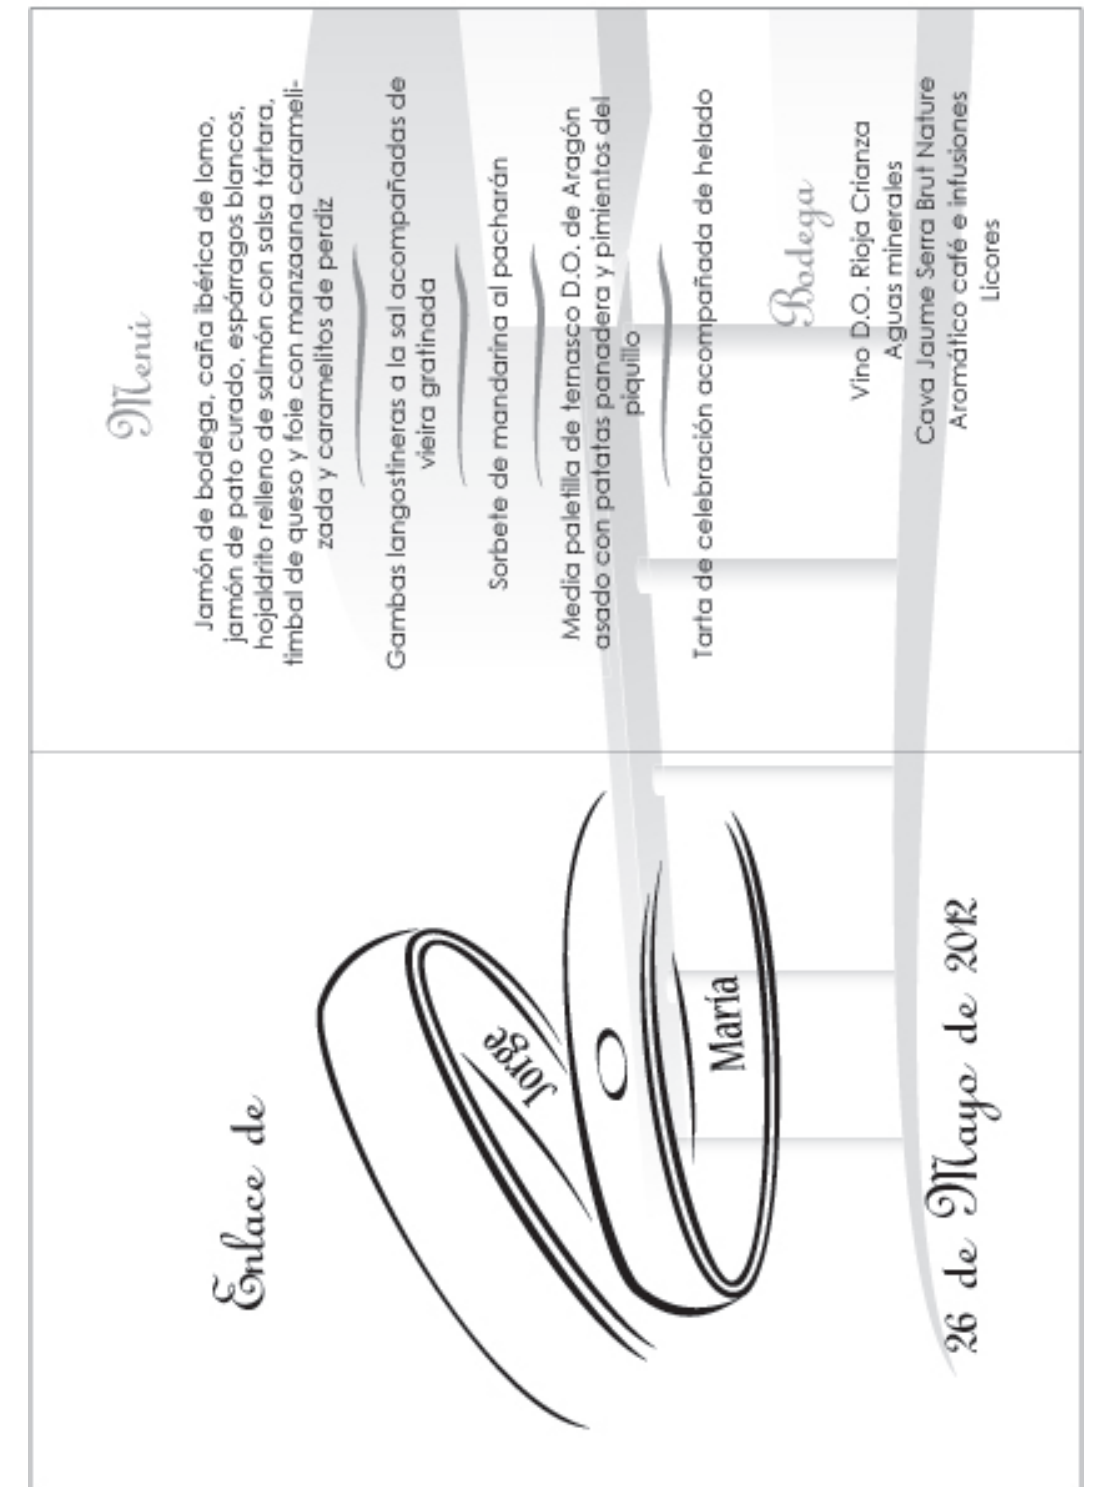 Enlace de
Jorge
María
26 de Mayo de 2012
Menú
Jamón de bodega, caña ibérica de lomo,
jamón de pato curado, espárragos blancos,
hojaldrito relleno de salmón con salsa tártara,
timbal de queso y foie con manzaana carameli-
zada y caramelitos de perdiz
Gambas langostineras a la sal acompañadas de
vieira gratinada
Sorbete de mandarina al pacharán
Media paletilla de ternasco D.O. de Aragón
asado con patatas panadera y pimientos del
piquillo
Tarta de celebración acompañada de helado
Bodega
Vino D.O. Rioja Crianza
Aguas minerales
Cava Jaume Serra Brut Nature
Aromático café e infusiones
Licores